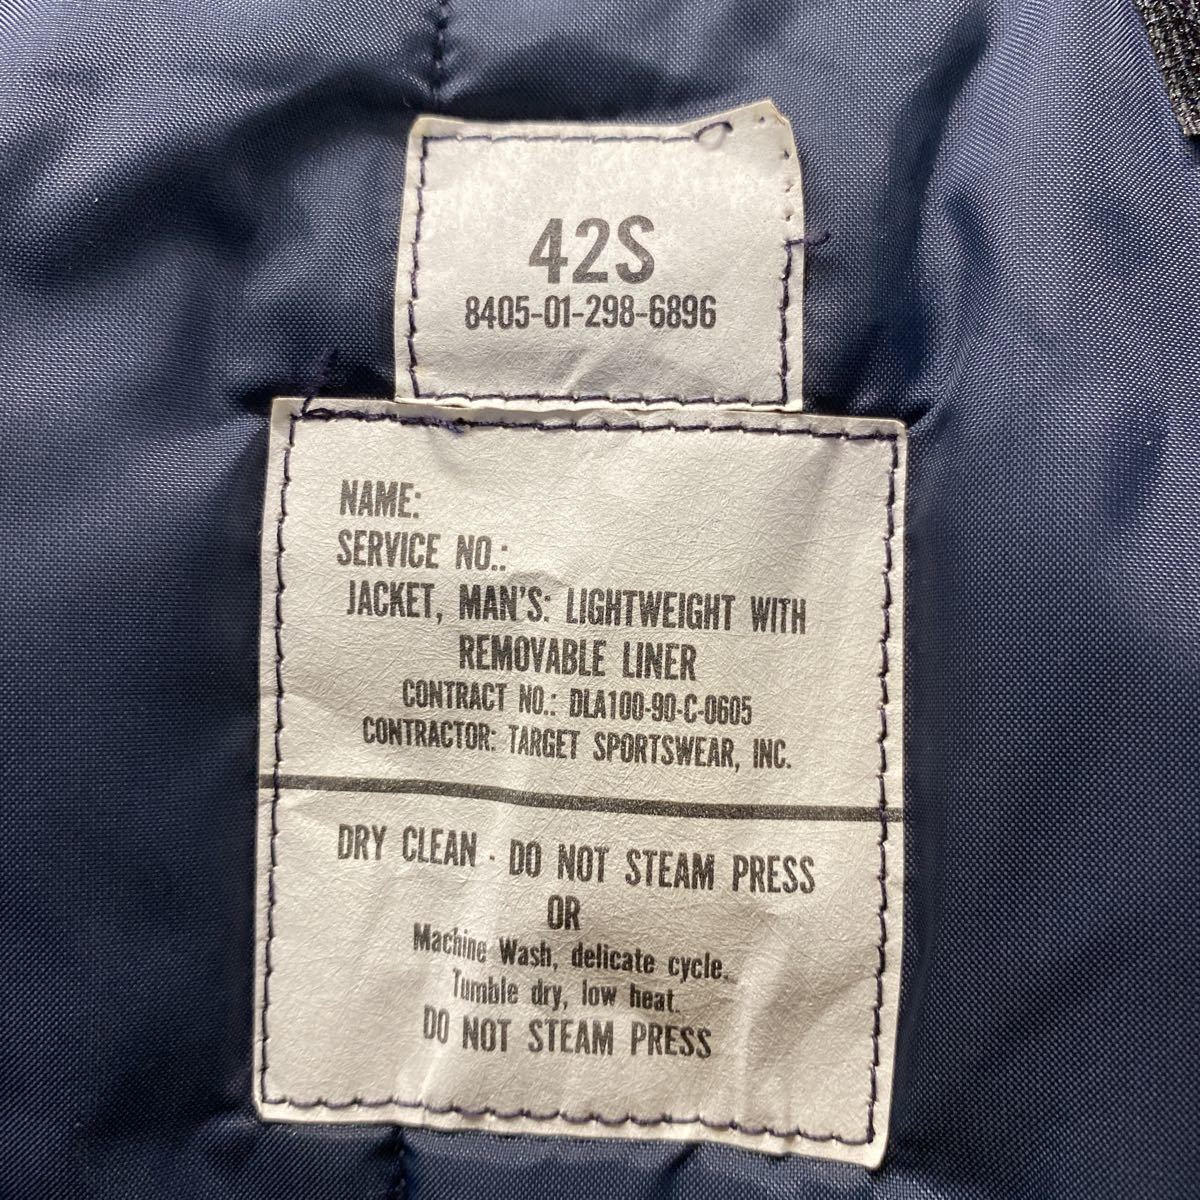 42S
8405-01-298-6896
NAME:
SERVICE NO.:
JACKET, MAN'S: LIGHTWEIGHT WITH
REMOVABLE LINER
CONTRACT NO.: DLA100-90-C-0605
CONTRACTOR: TARGET SPORTSWEAR, INC.
DRY CLEAN - DO NOT STEAM PRESS
OR
Machine Wash, delicate cycle.
Tumble dry, low heat.
DO NOT STEAM PRESS